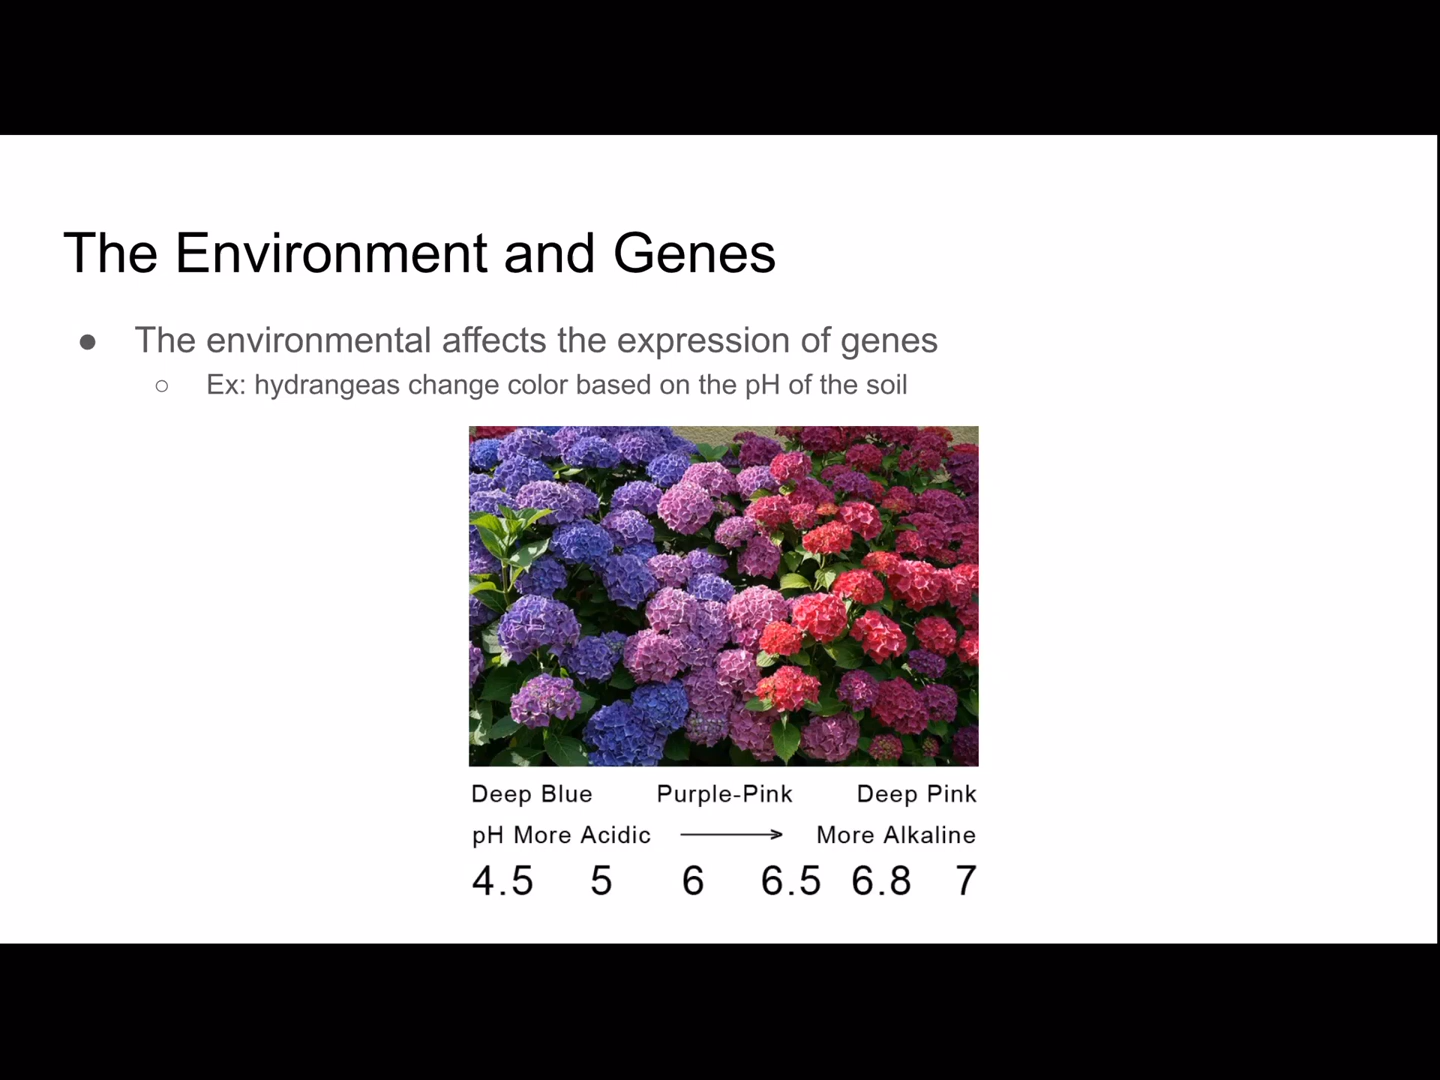 The Environment and Genes
● The environmental affects the expression of genes
○ Ex: hydrangeas change color based on the pH of the soil
Deep Blue Purple-Pink Deep Pink
pH More Acidic → More Alkaline
4.5 5 6 6.5 6.8 7